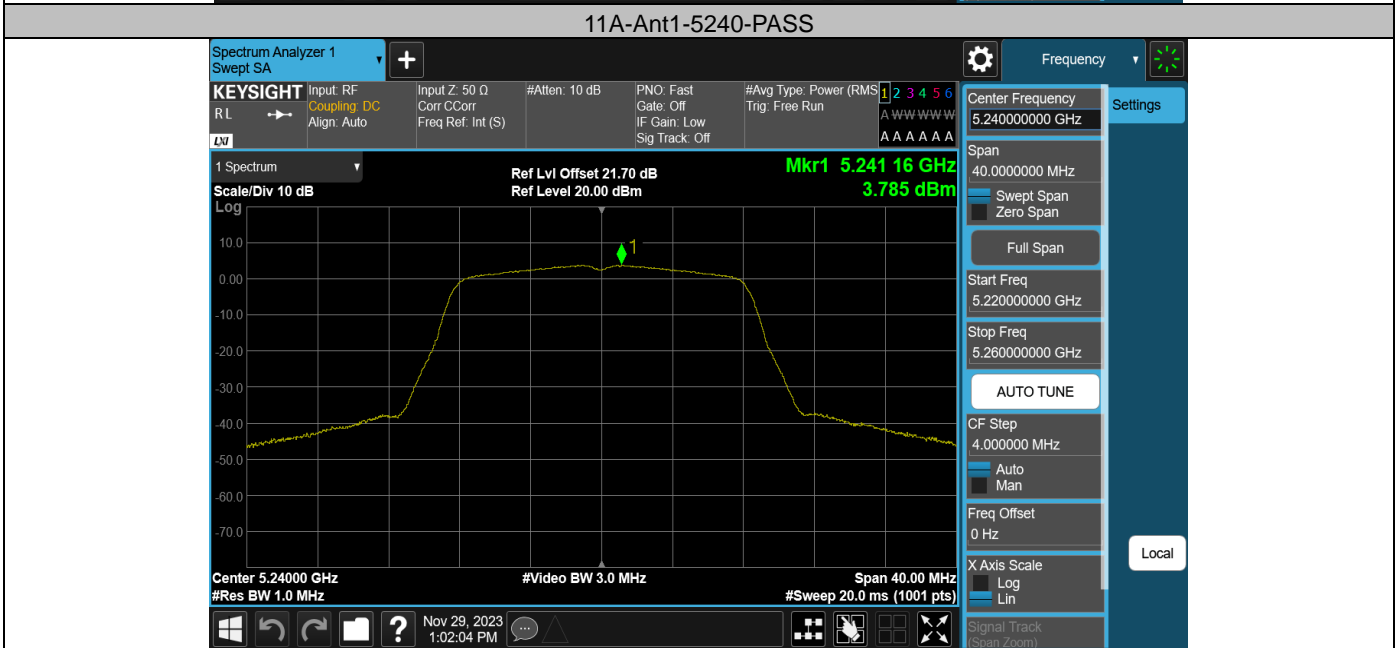 11A-Ant1-5240-PASS
Spectrum Analyzer 1
Swept SA
Frequency
KEYSIGHT
RL
LXI
Input: RF
Coupling: DC
Align: Auto
Input Z: 50 Ω
Corr CCorr
Freq Ref: Int (S)
#Atten: 10 dB
PNO: Fast
Gate: Off
IF Gain: Low
Sig Track: Off
#Avg Type: Power (RMS
Trig: Free Run
1 2 3 4 5 6
A W W W W W
A A A A A A
1 Spectrum
Scale/Div 10 dB
Log
Ref Lvl Offset 21.70 dB
Ref Level 20.00 dBm
Mkr1 5.241 16 GHz
3.785 dBm
1
10.0
0.00
-10.0
-20.0
-30.0
-40.0
-50.0
-60.0
-70.0
Center 5.24000 GHz
#Video BW 3.0 MHz
Span 40.00 MHz
#Res BW 1.0 MHz
#Sweep 20.0 ms (1001 pts)
Nov 29, 2023
1:02:04 PM
Center Frequency
5.240000000 GHz
Settings
Span
40.0000000 MHz
Swept Span
Zero Span
Full Span
Start Freq
5.220000000 GHz
Stop Freq
5.260000000 GHz
AUTO TUNE
CF Step
4.000000 MHz
Auto
Man
Freq Offset
0 Hz
X Axis Scale
Log
Lin
Local
Signal Track
(Span Zoom)